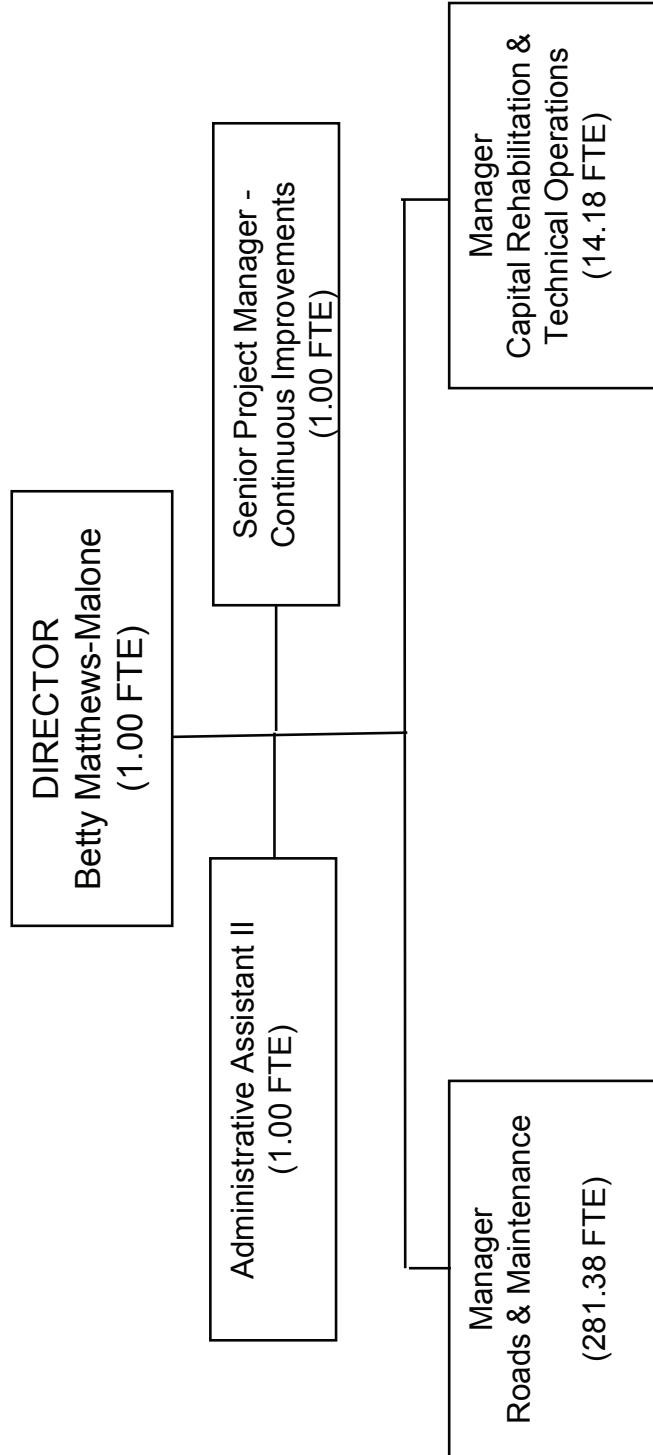 DIRECTOR
Betty Matthews-Malone
(1.00 FTE)
Administrative Assistant II
(1.00 FTE)
Senior Project Manager -
Continuous Improvements
(1.00 FTE)
Manager
Roads & Maintenance
(281.38 FTE)
Manager
Capital Rehabilitation &
Technical Operations
(14.18 FTE)